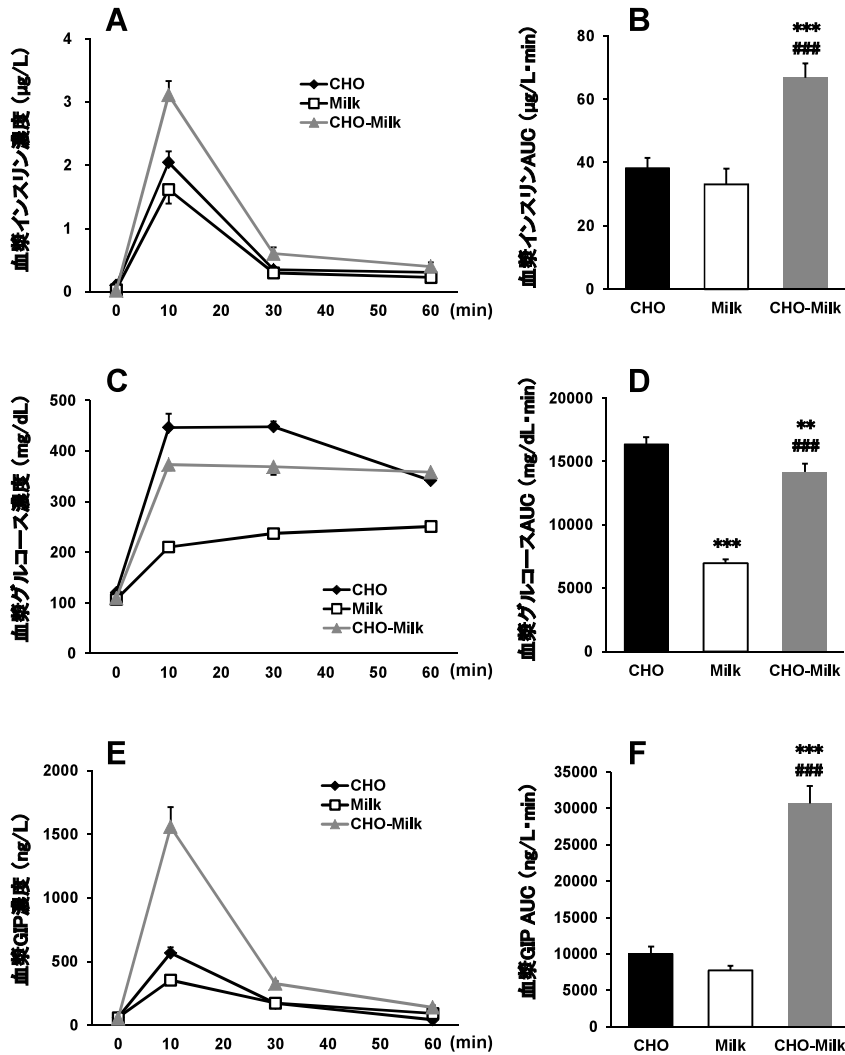 A
血漿インスリン濃度 (μg/L)
4
3
2
1
0
CHO
Milk
CHO-Milk
0 10 20 30 40 50 60 (min)
B
血漿インスリンAUC (μg/L・min)
80
60
40
20
0
***
###
CHO Milk CHO-Milk
C
血漿グルコース濃度 (mg/dL)
500
400
300
200
100
0
CHO
Milk
CHO-Milk
0 10 20 30 40 50 60 (min)
D
血漿グルコースAUC (mg/dL・min)
20000
15000
10000
5000
0
***
**
###
CHO Milk CHO-Milk
E
血漿GIP濃度 (ng/L)
2000
1500
1000
500
0
CHO
Milk
CHO-Milk
0 10 20 30 40 50 60 (min)
F
血漿GIP AUC (ng/L・min)
35000
30000
25000
20000
15000
10000
5000
0
***
###
CHO Milk CHO-Milk